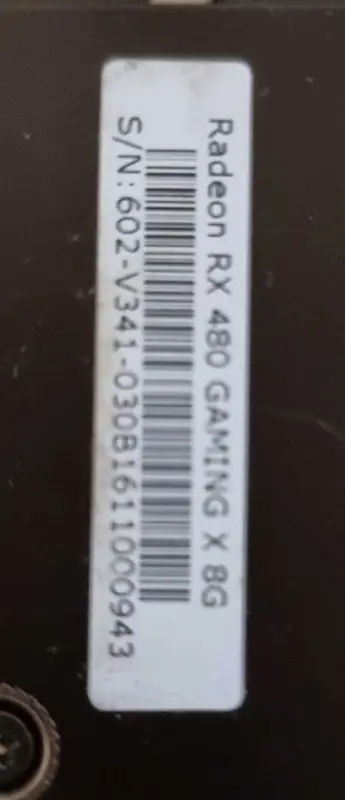 Radeon RX 480 GAMING X 8G
S/N:602-V341-030B1611000943